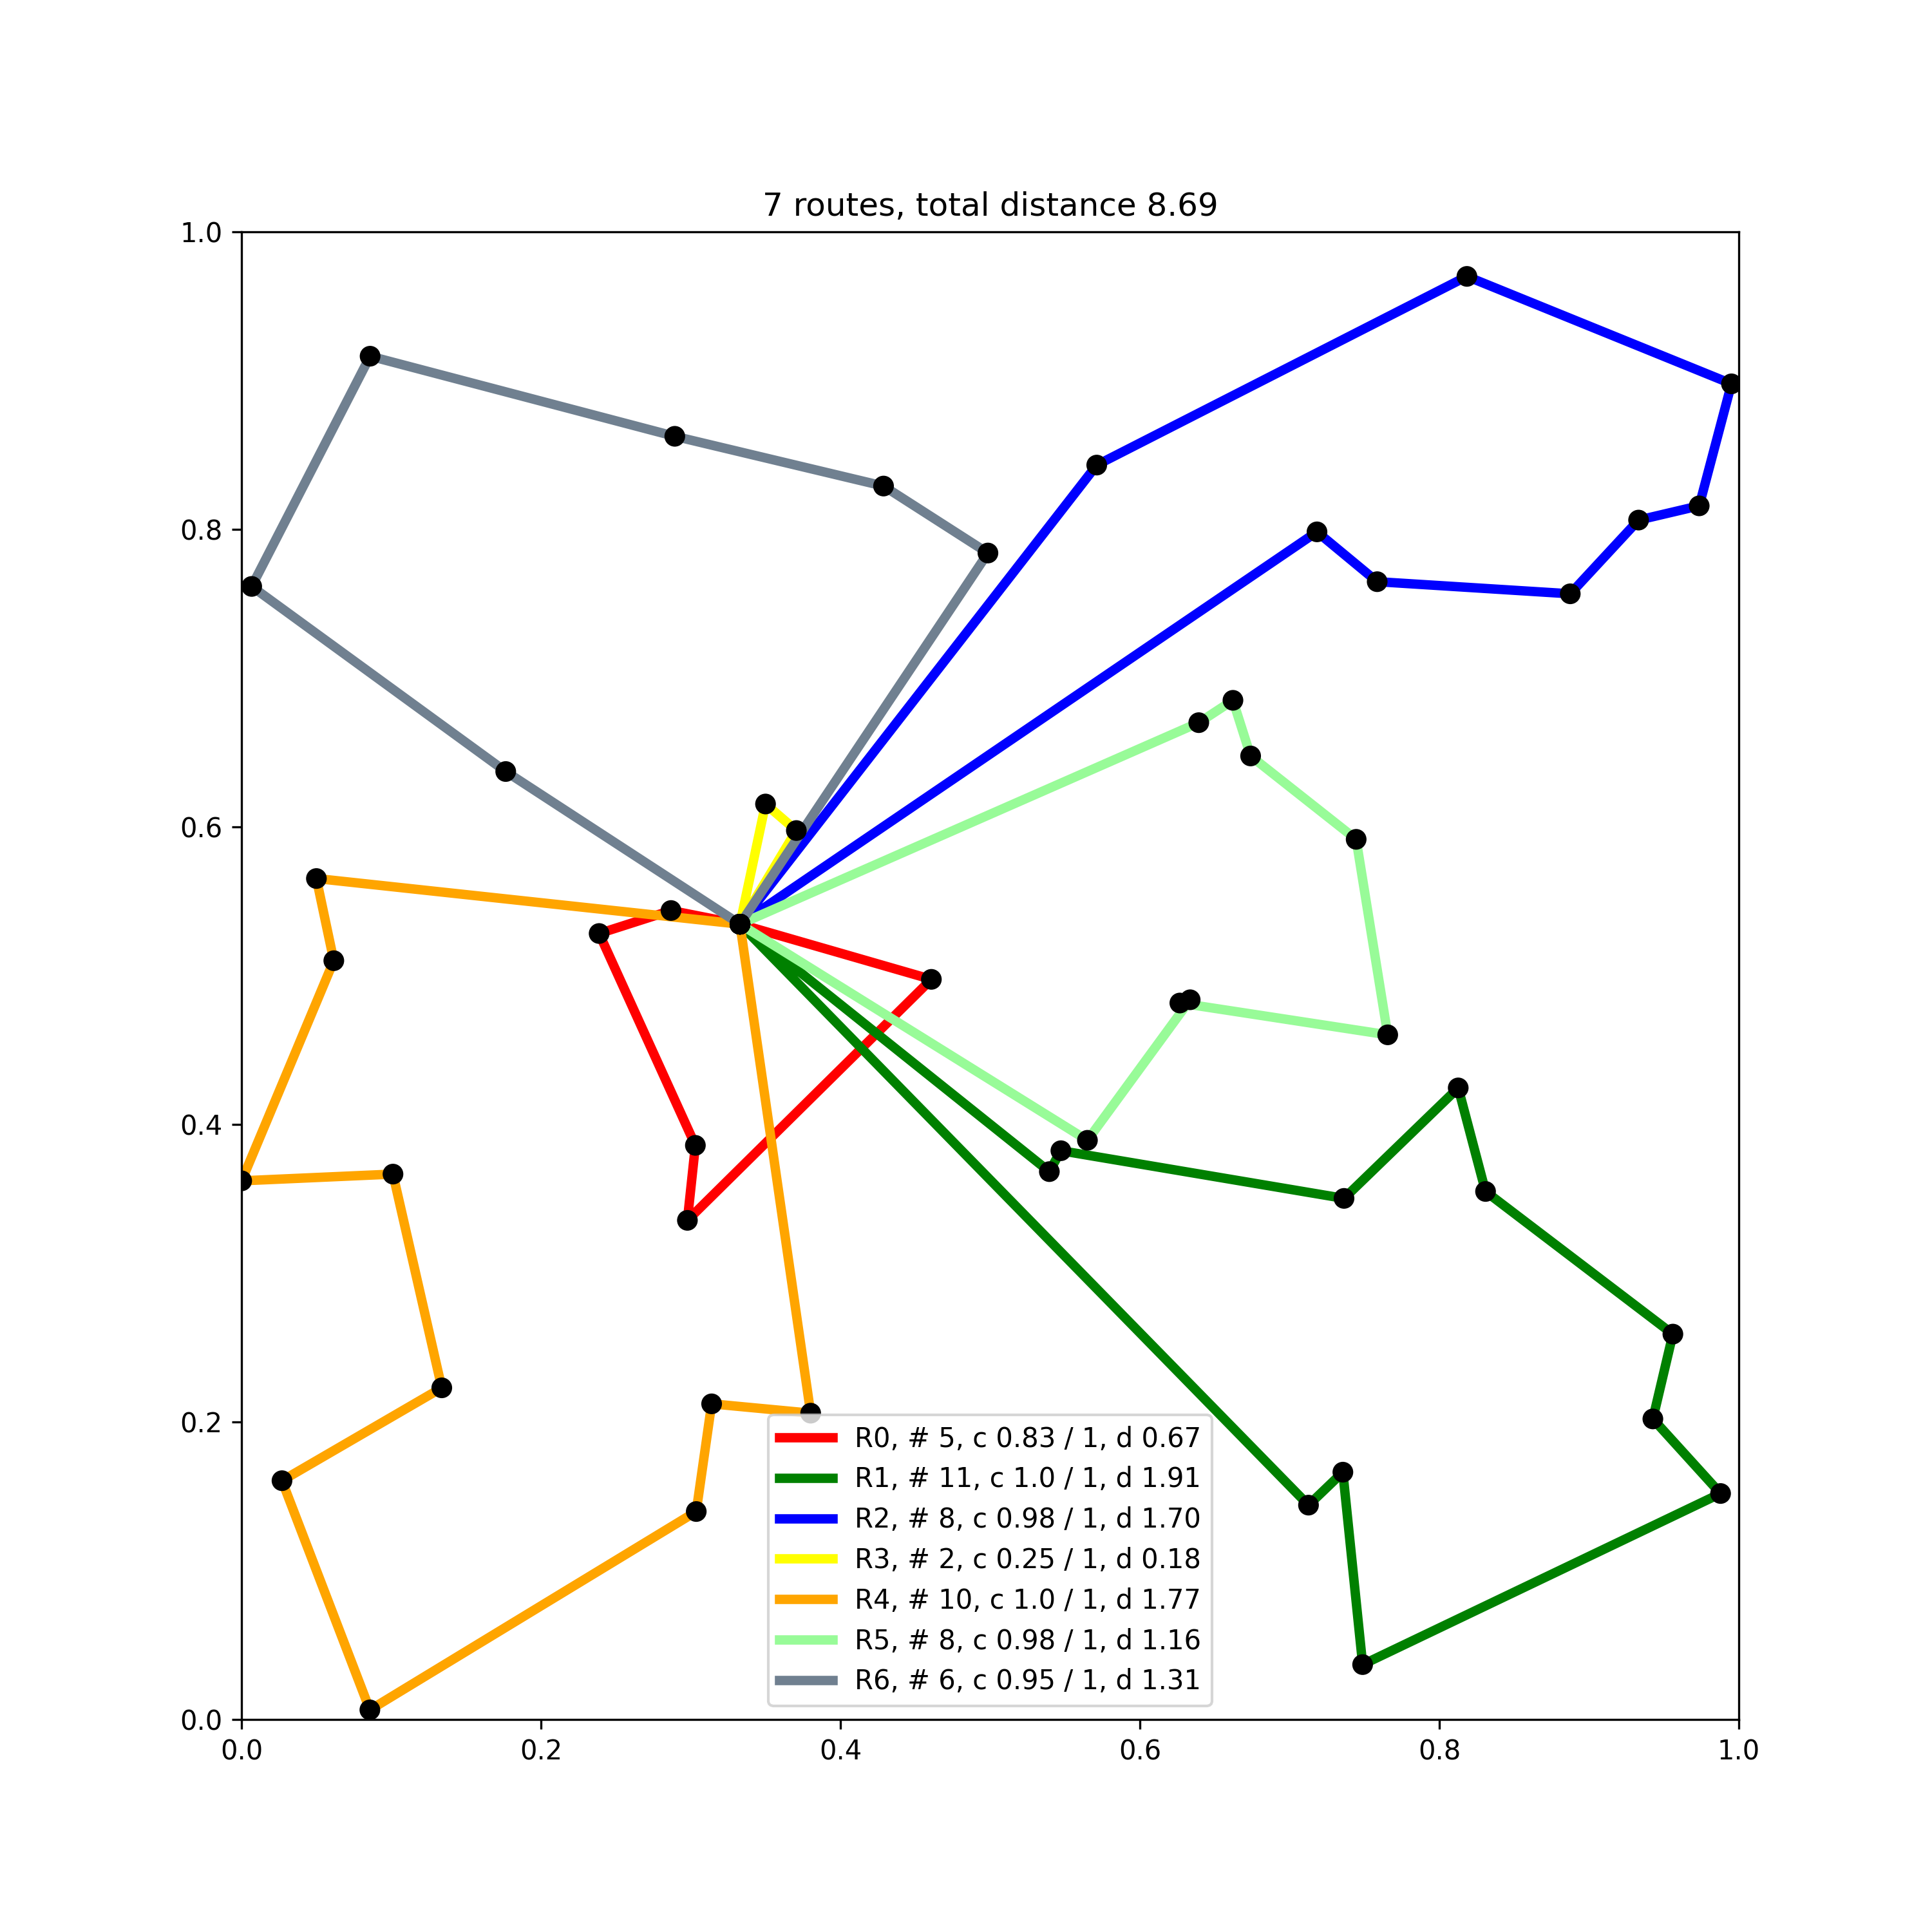 7 routes, total distance 8.69
1.0
0.8
0.6
0.4
0.2
0.0
R0, # 5, c 0.83 / 1, d 0.67
R1, # 11, c 1.0 / 1, d 1.91
R2, # 8, c 0.98 / 1, d 1.70
R3, # 2, c 0.25 / 1, d 0.18
R4, # 10, c 1.0 / 1, d 1.77
R5, # 8, c 0.98 / 1, d 1.16
R6, # 6, c 0.95 / 1, d 1.31
0.0 0.2 0.4 0.6 0.8 1.0